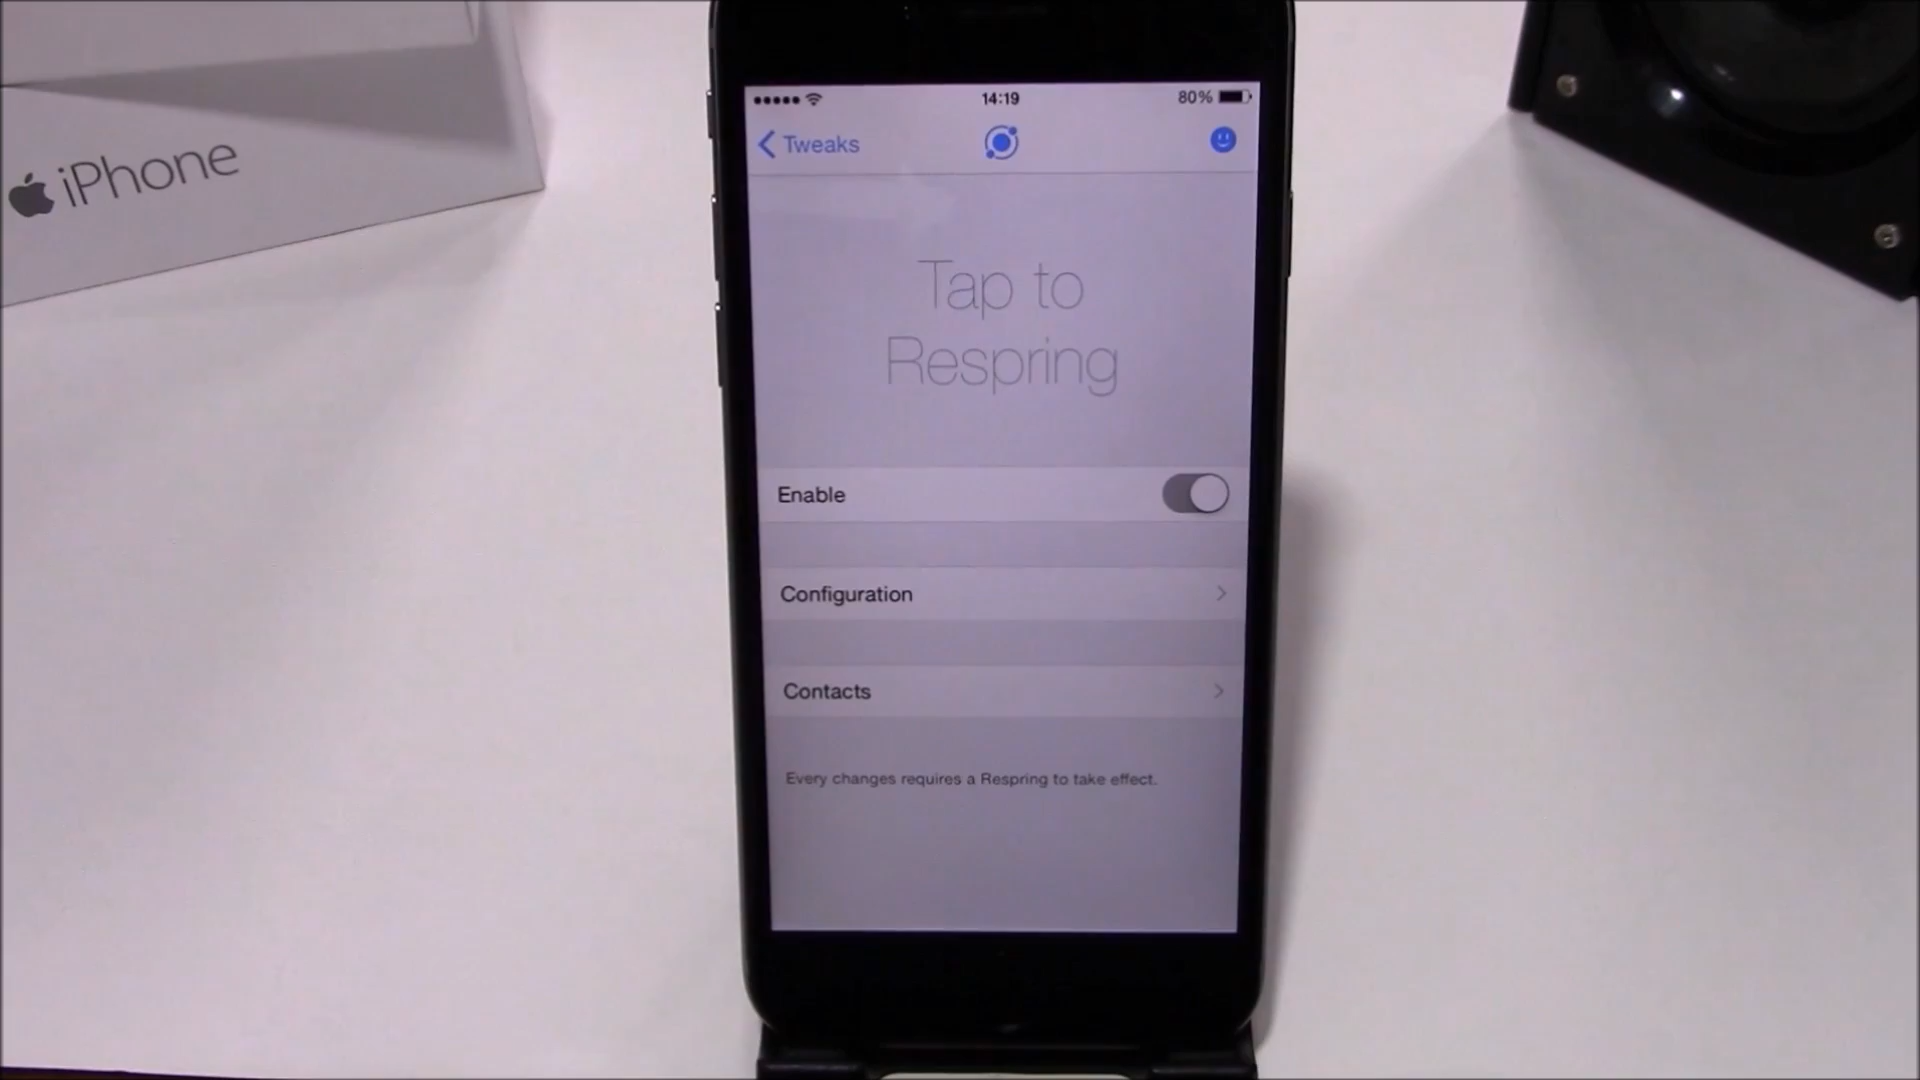 iPhone
14:19
80%
Tweaks
Tap to
Respring
Enable
Configuration
Contacts
Every changes requires a Respring to take effect.